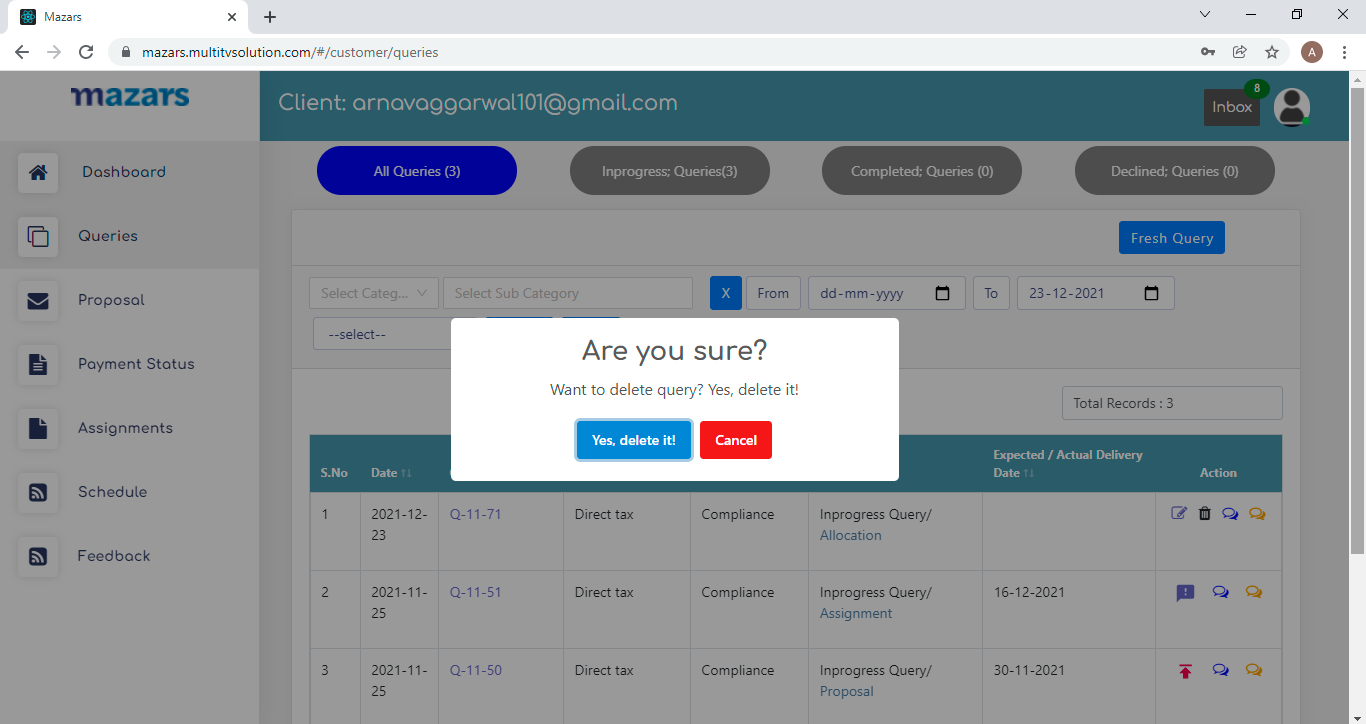 Mazars
mazars.multitvsolution.com/#/customer/queries
A
mazars
Client: arnavaggarwal101@gmail.com
Inbox
8
Dashboard
Queries
Proposal
Payment Status
Assignments
Schedule
Feedback
All Queries (3)
Inprogress; Queries(3)
Completed; Queries (0)
Declined; Queries (0)
Fresh Query
Select Categ...
Select Sub Category
X
From
dd-mm-yyyy
To
23-12-2021
--select--
Are you sure?
Want to delete query? Yes, delete it!
Yes, delete it!
Cancel
Total Records : 3
S.No
Date
Expected / Actual Delivery
Date
Action
1
2021-12-
23
Q-11-71
Direct tax
Compliance
Inprogress Query/
Allocation
2
2021-11-
25
Q-11-51
Direct tax
Compliance
Inprogress Query/
Assignment
16-12-2021
3
2021-11-
25
Q-11-50
Direct tax
Compliance
Inprogress Query/
Proposal
30-11-2021